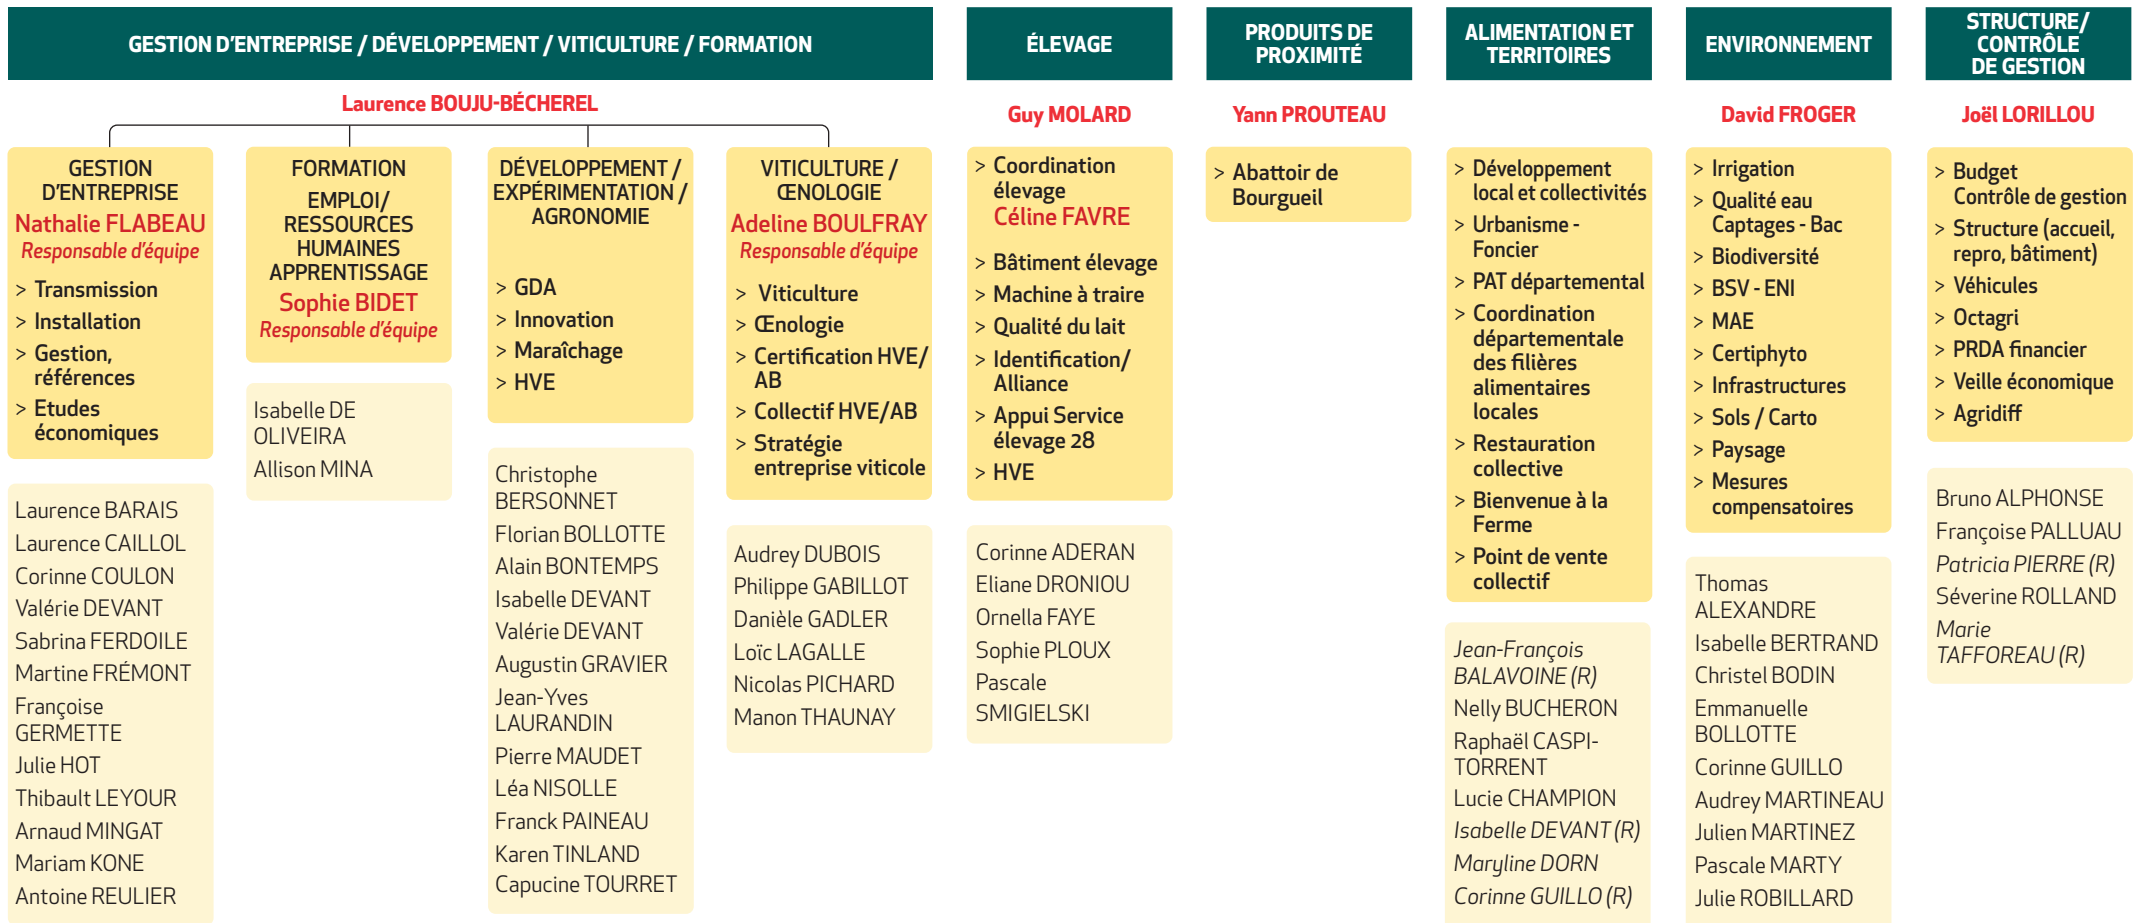 GESTION D'ENTREPRISE / DÉVELOPPEMENT / VITICULTURE / FORMATION
Laurence BOUJU-BÉCHEREL
GESTION
D'ENTREPRISE
Nathalie FLABEAU
Responsable d'équipe
> Transmission
> Installation
> Gestion,
références
> Etudes
économiques
Laurence BARAIS
Laurence CAILLOL
Corinne COULON
Valérie DEVANT
Sabrina FERDOILE
Martine FRÉMONT
Françoise
GERMETTE
Julie HOT
Thibault LEYOUR
Arnaud MINGAT
Mariam KONE
Antoine REULIER
FORMATION
EMPLOI/
RESSOURCES
HUMAINES
APPRENTISSAGE
Sophie BIDET
Responsable d'équipe
Isabelle DE
OLIVEIRA
Allison MINA
DÉVELOPPEMENT /
EXPÉRIMENTATION /
AGRONOMIE
> GDA
> Innovation
> Maraîchage
> HVE
Christophe
BERSONNET
Florian BOLLOTTE
Alain BONTEMPS
Isabelle DEVANT
Valérie DEVANT
Augustin GRAVIER
Jean-Yves
LAURANDIN
Pierre MAUDET
Léa NISOLLE
Franck PAINEAU
Karen TINLAND
Capucine TOURRET
VITICULTURE /
ŒNOLOGIE
Adeline BOULFRAY
Responsable d'équipe
> Viticulture
> Œnologie
> Certification HVE/
AB
> Collectif HVE/AB
> Stratégie
entreprise viticole
Audrey DUBOIS
Philippe GABILLOT
Danièle GADLER
Loïc LAGALLE
Nicolas PICHARD
Manon THAUNAY
ÉLEVAGE
Guy MOLARD
> Coordination
élevage
Céline FAVRE
> Bâtiment élevage
> Machine à traire
> Qualité du lait
> Identification/
Alliance
> Appui Service
élevage 28
> HVE
Corinne ADERAN
Eliane DRONIOU
Ornella FAYE
Sophie PLOUX
Pascale
SMIGIELSKI
PRODUITS DE
PROXIMITÉ
Yann PROUTEAU
> Abattoir de
Bourgueil
ALIMENTATION ET
TERRITOIRES
> Développement
local et collectivités
> Urbanisme -
Foncier
> PAT départemental
> Coordination
départementale
des filières
alimentaires
locales
> Restauration
collective
> Bienvenue à la
Ferme
> Point de vente
collectif
Jean-François
BALAVOINE (R)
Nelly BUCHERON
Raphaël CASPI-
TORRENT
Lucie CHAMPION
Isabelle DEVANT (R)
Maryline DORN
Corinne GUILLO (R)
ENVIRONNEMENT
David FROGER
> Irrigation
> Qualité eau
Captages - Bac
> Biodiversité
> BSV - ENI
> MAE
> Certiphyto
> Infrastructures
> Sols / Carto
> Paysage
> Mesures
compensatoires
Thomas
ALEXANDRE
Isabelle BERTRAND
Christel BODIN
Emmanuelle
BOLLOTTE
Corinne GUILLO
Audrey MARTINEAU
Julien MARTINEZ
Pascale MARTY
Julie ROBILLARD
STRUCTURE/
CONTRÔLE
DE GESTION
Joël LORILLOU
> Budget
Contrôle de gestion
> Structure (accueil,
repro, bâtiment)
> Véhicules
> Octagri
> PRDA financier
> Veille économique
> Agridiff
Bruno ALPHONSE
Françoise PALLUAU
Patricia PIERRE (R)
Séverine ROLLAND
Marie
TAFFOREAU (R)